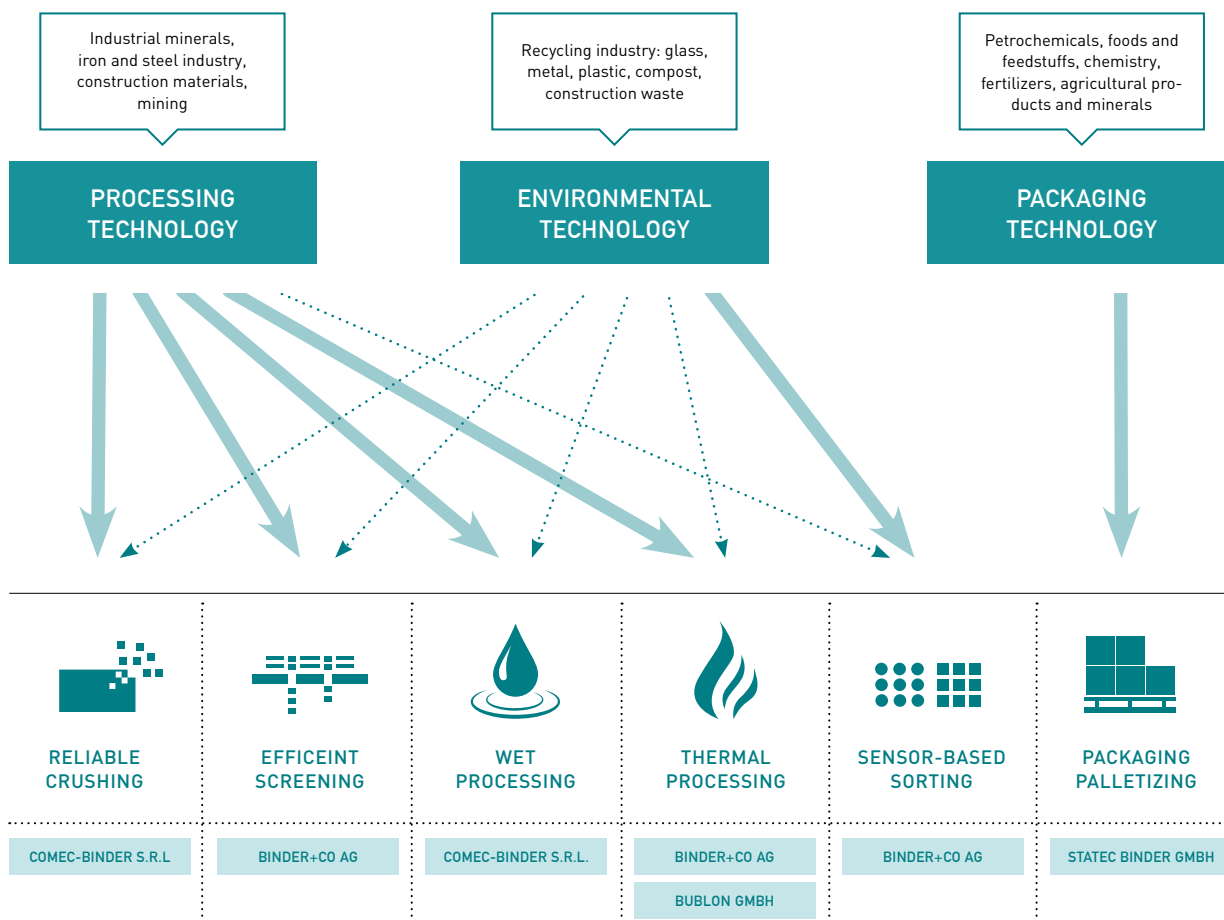 Industrial minerals,
iron and steel industry,
construction materials,
mining
Recycling industry: glass,
metal, plastic, compost,
construction waste
Petrochemicals, foods and
feedstuffs, chemistry,
fertilizers, agricultural pro-
ducts and minerals
PROCESSING
TECHNOLOGY
ENVIRONMENTAL
TECHNOLOGY
PACKAGING
TECHNOLOGY
RELIABLE
CRUSHING
EFFICEINT
SCREENING
WET
PROCESSING
THERMAL
PROCESSING
SENSOR-BASED
SORTING
PACKAGING
PALLETIZING
COMEC-BINDER S.R.L
BINDER+CO AG
COMEC-BINDER S.R.L.
BINDER+CO AG
BUBLON GMBH
BINDER+CO AG
STATEC BINDER GMBH